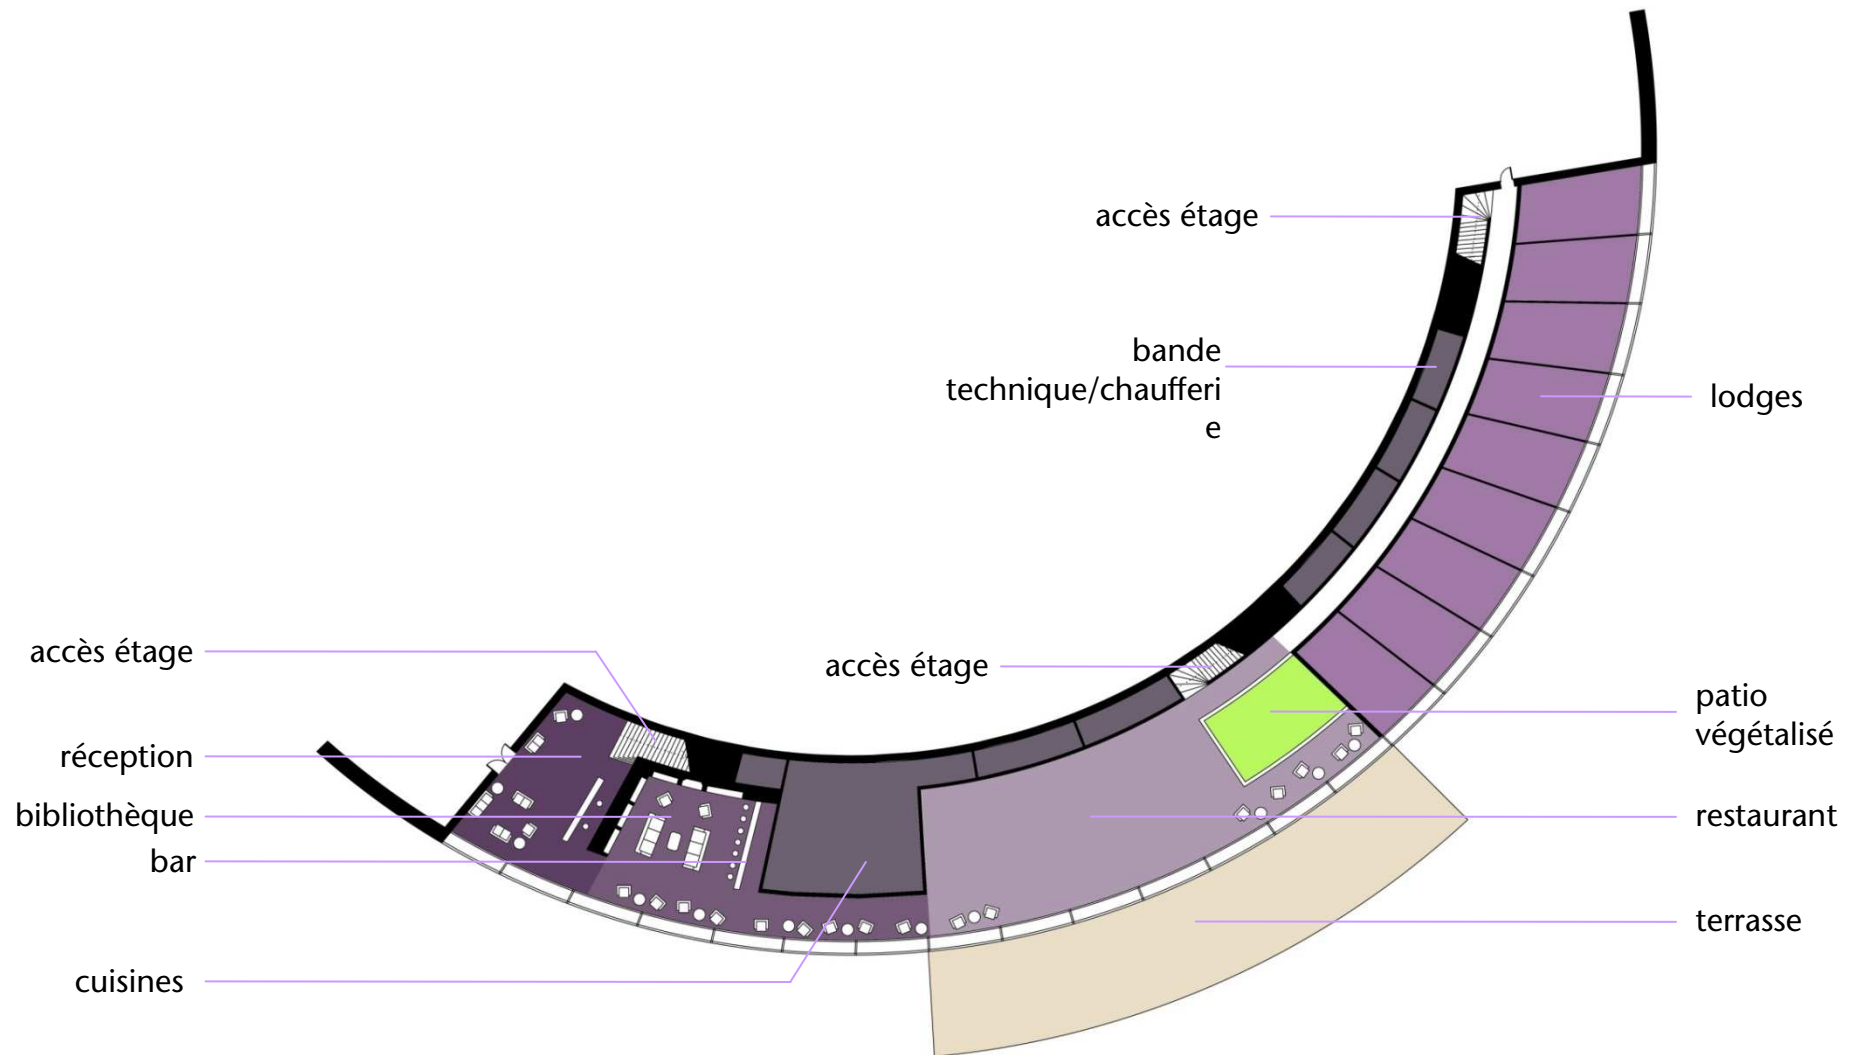 accès étage
bande
technique/chaufferi
e
lodges
accès étage
accès étage
réception
bibliothèque
bar
cuisines
patio
végétalisé
restaurant
terrasse